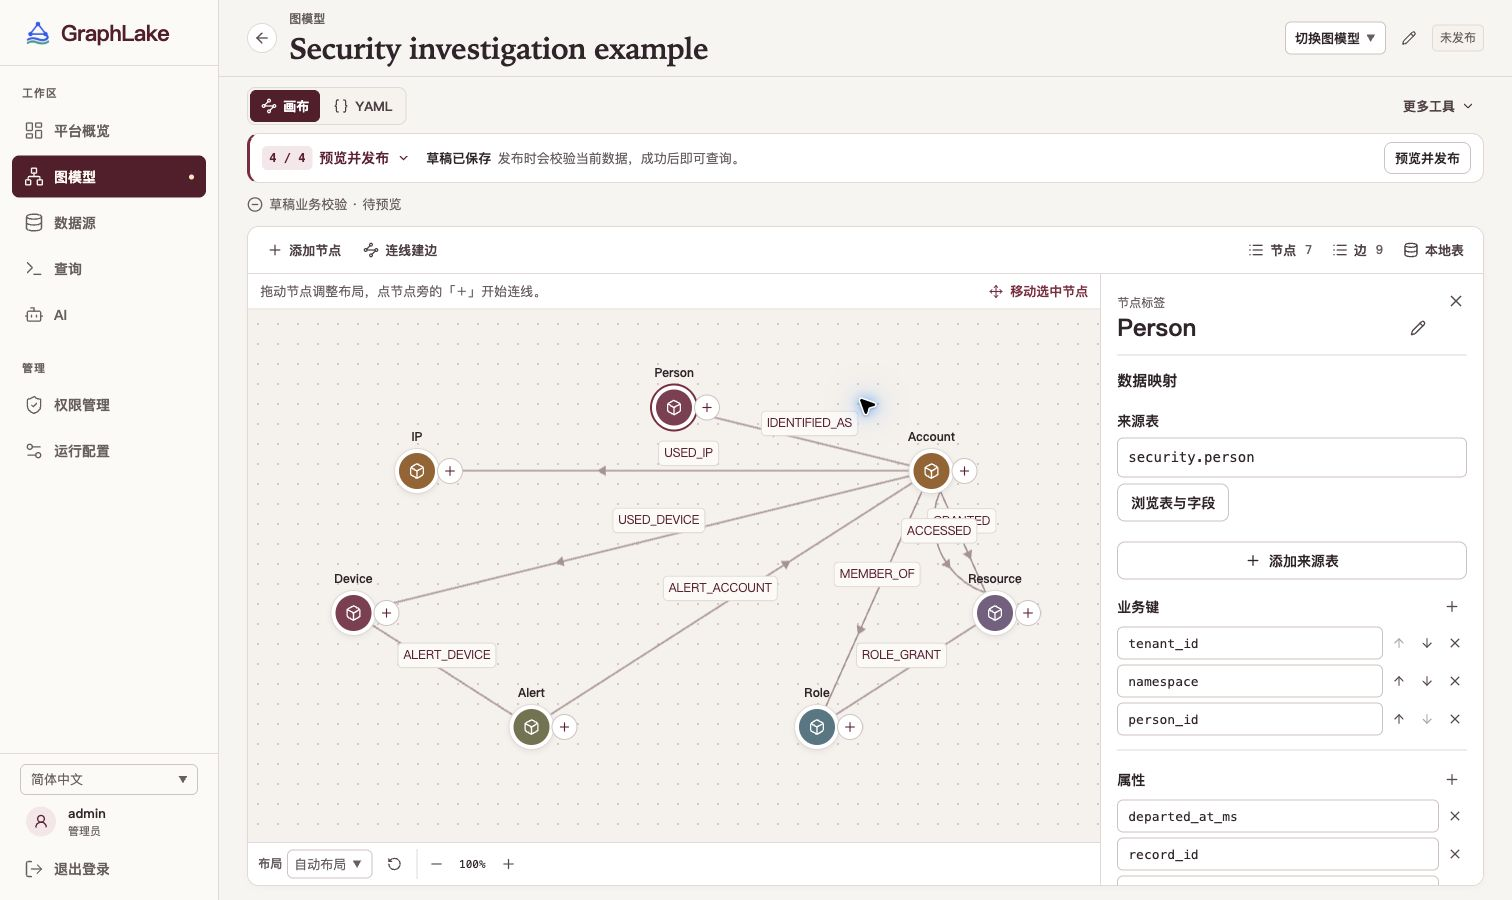 GraphLake
工作区
平台概览
图模型
数据源
查询
AI
管理
权限管理
运行配置
简体中文
admin
管理员
退出登录
图模型
Security investigation example
切换图模型
未发布
画布
{} YAML
更多工具
4 / 4 预览并发布 草稿已保存 发布时会校验当前数据，成功后即可查询。
预览并发布
草稿业务校验 · 待预览
添加节点
连线建边
节点 7
边 9
本地表
拖动节点调整布局，点节点旁的「+」开始连线。
移动选中节点
Person
IDENTIFIED_AS
IP
Account
USED_IP
USED_DEVICE
GRANTED
ACCESSED
Device
ALERT_ACCOUNT
MEMBER_OF
Resource
ALERT_DEVICE
ROLE_GRANT
Alert
Role
布局
自动布局
100%
节点标签
Person
数据映射
来源表
security.person
浏览表与字段
添加来源表
业务键
tenant_id
namespace
person_id
属性
departed_at_ms
record_id